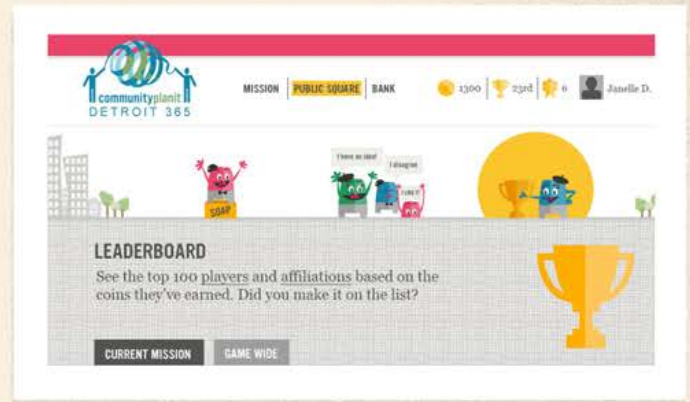 communityplanit
DETROIT 365
MISSION PUBLIC SQUARE BANK
1300 23rd 6 Janelle D.
I have an idea!
I disagree
I like it
SOAP
LEADERBOARD
See the top 100 players and affiliations based on the
coins they've earned. Did you make it on the list?
CURRENT MISSION GAME WIDE